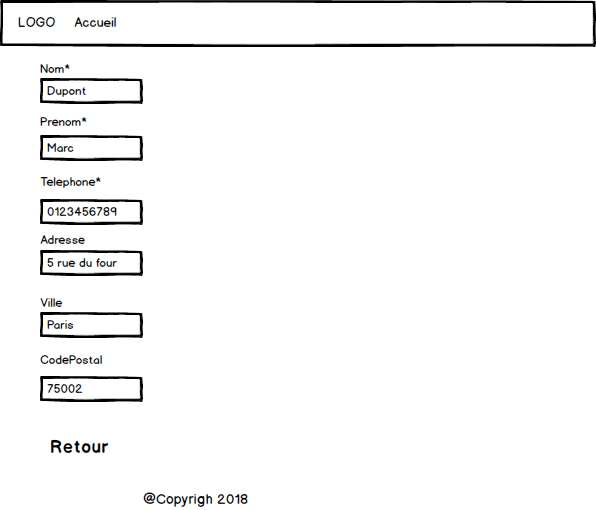 LOGO Accueil
Nom*
Dupont
Prenom*
Marc
Telephone*
0123456789
Adresse
5 rue du four
Ville
Paris
CodePostal
75002
Retour
@Copyrigh 2018